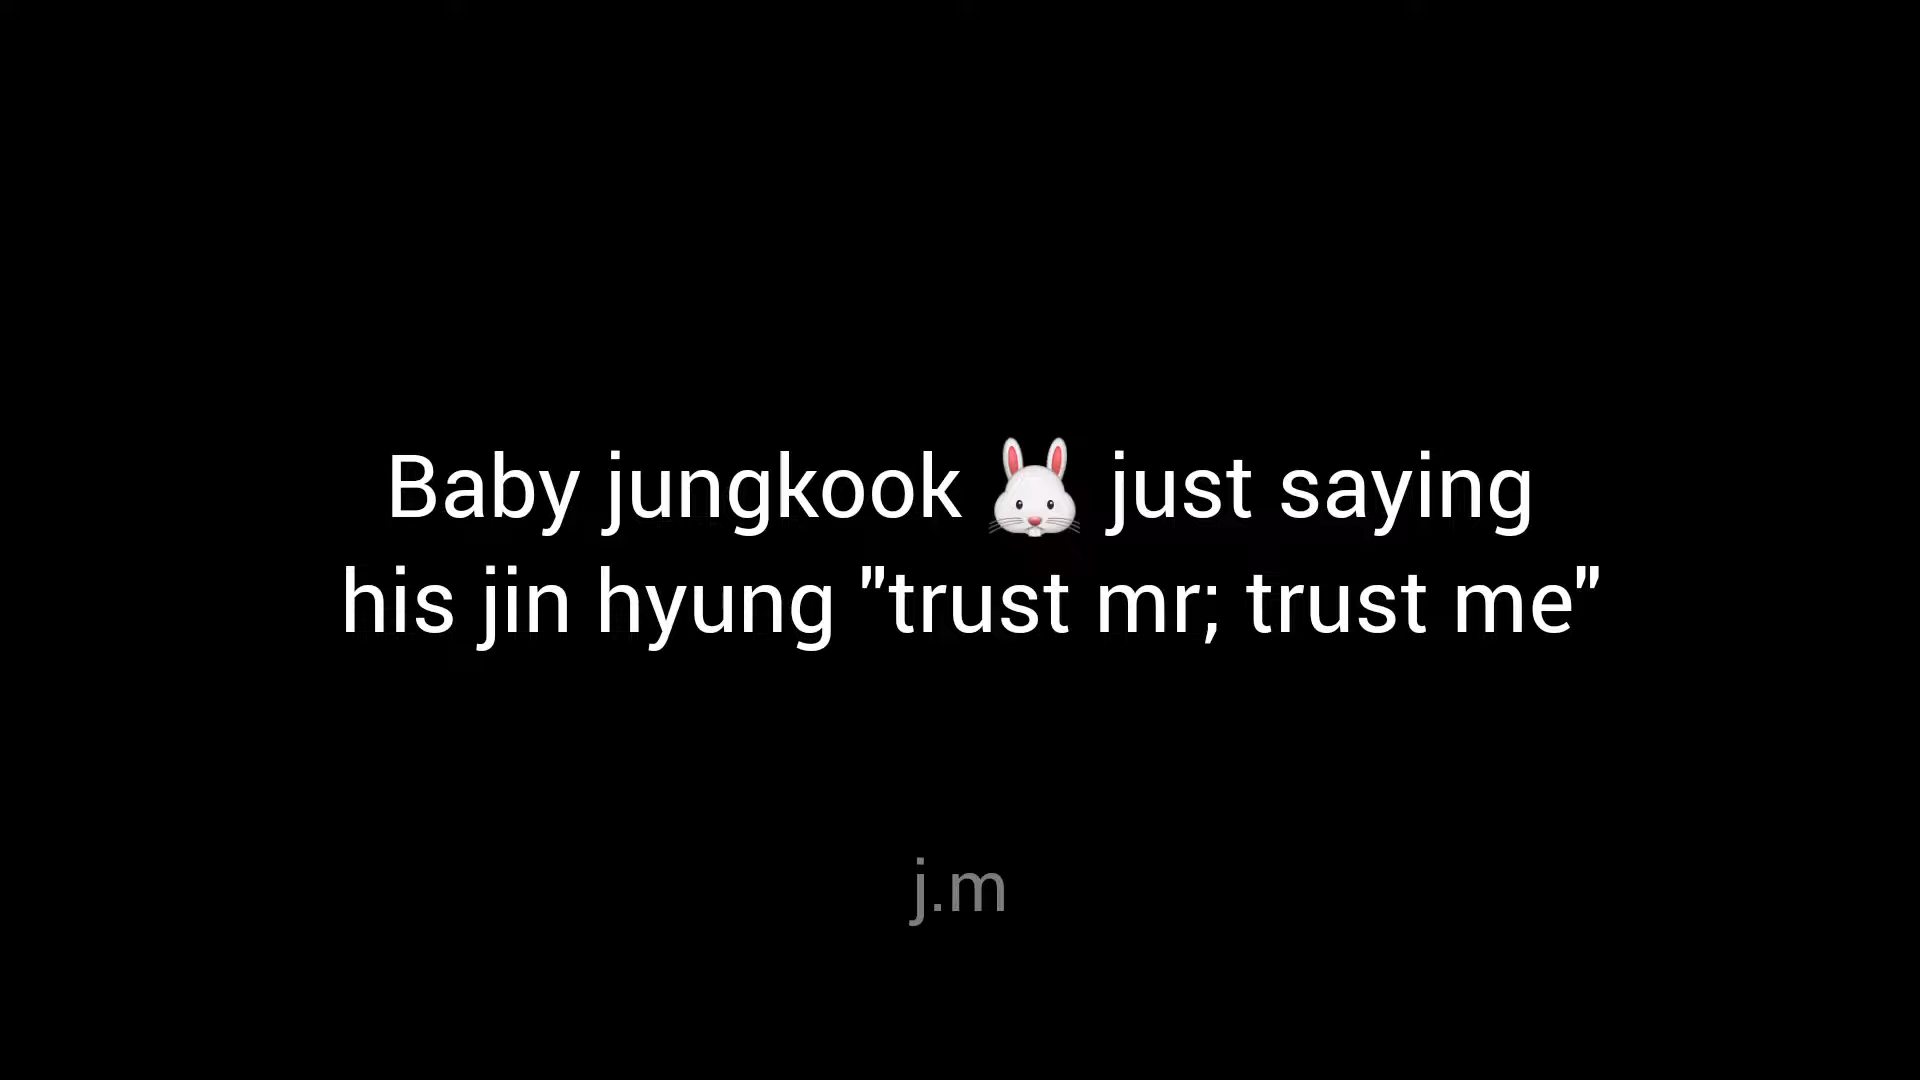 Baby jungkook 🐰 just saying
his jin hyung "trust mr; trust me"
j.m